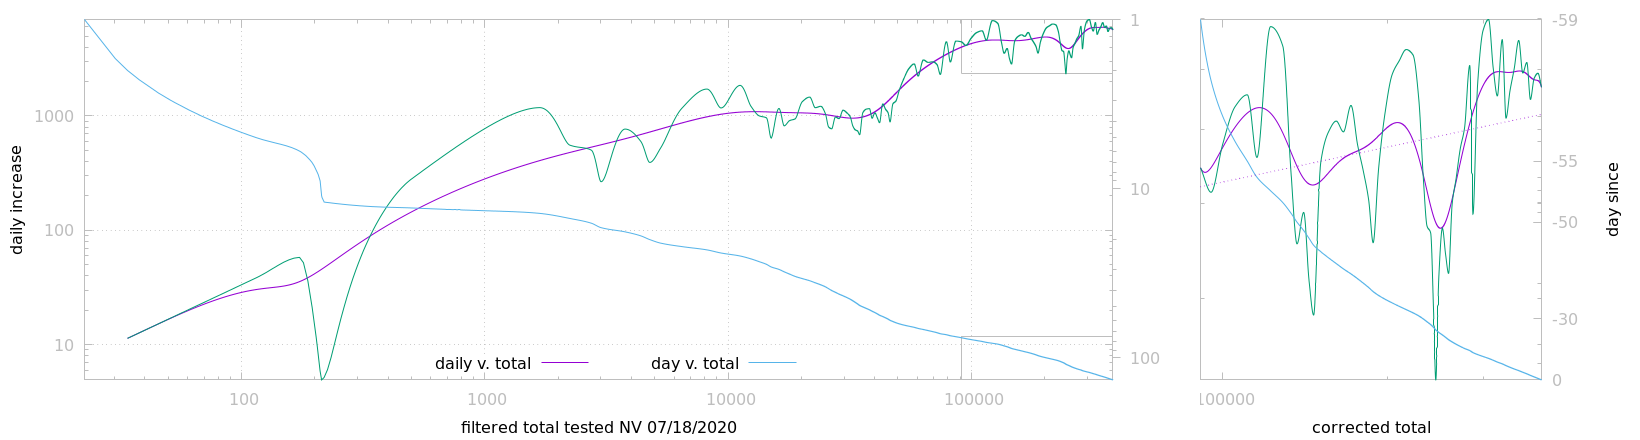 daily increase
1000
100
10
daily v. total
day v. total
100
1000
10000
100000
filtered total tested NV 07/18/2020
1
10
100
-59
-55
-50
-30
0
day since
100000
corrected total